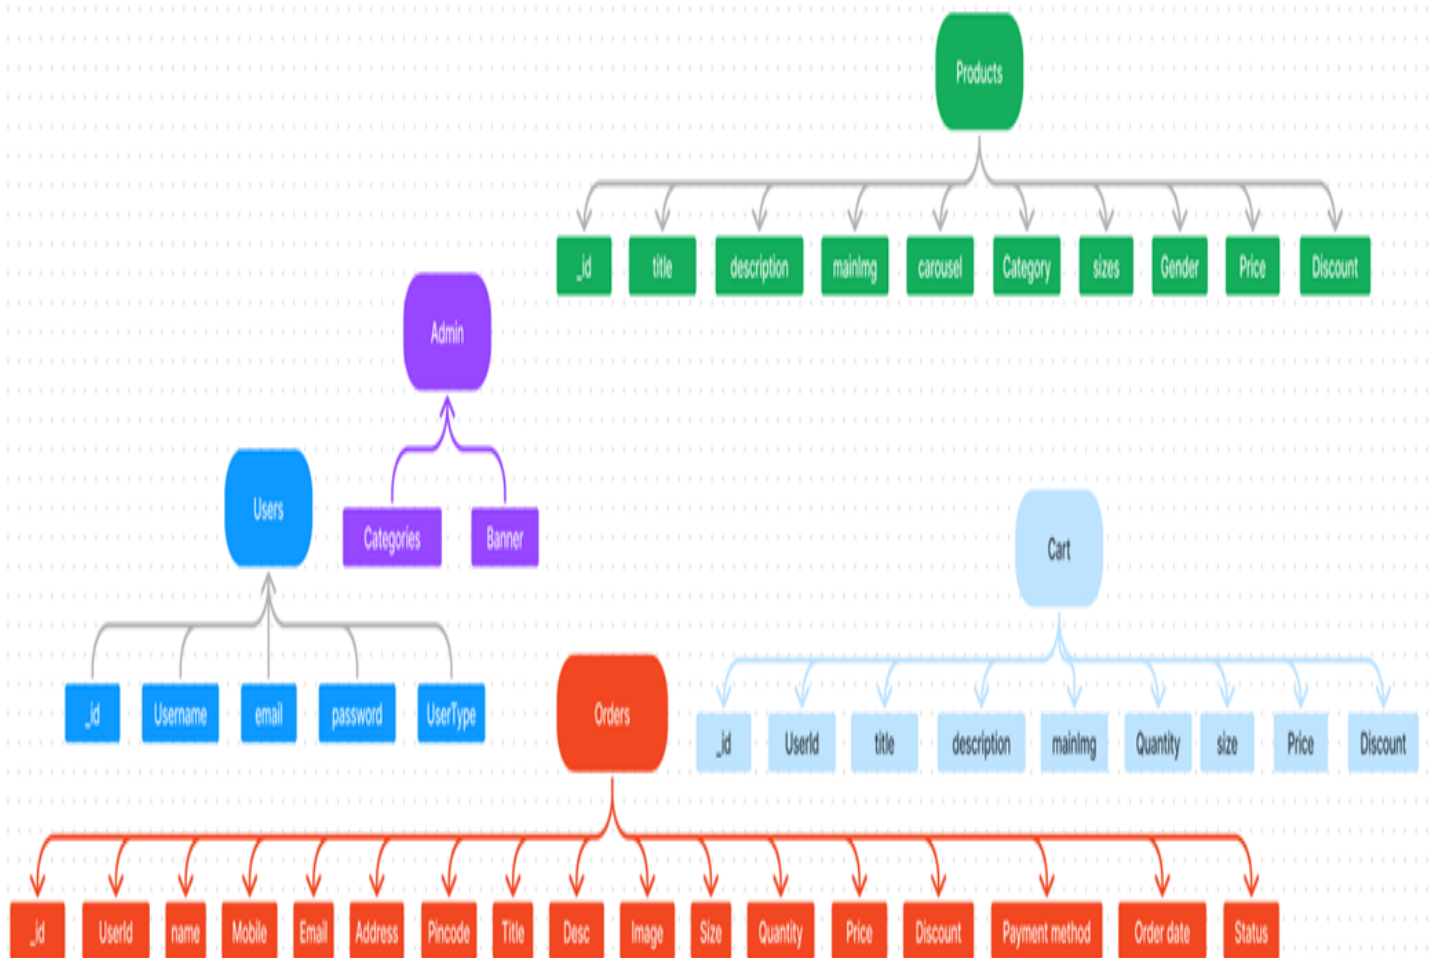 Products
_id title description mainImg carousel Category sizes Gender Price Discount
Admin
Categories Banner
Users
_id Username email password UserType
Cart
_id UserId title description mainImg Quantity size Price Discount
Orders
_id UserId name Mobile Email Address Pincode Title Desc Image Size Quantity Price Discount Payment method Order date Status